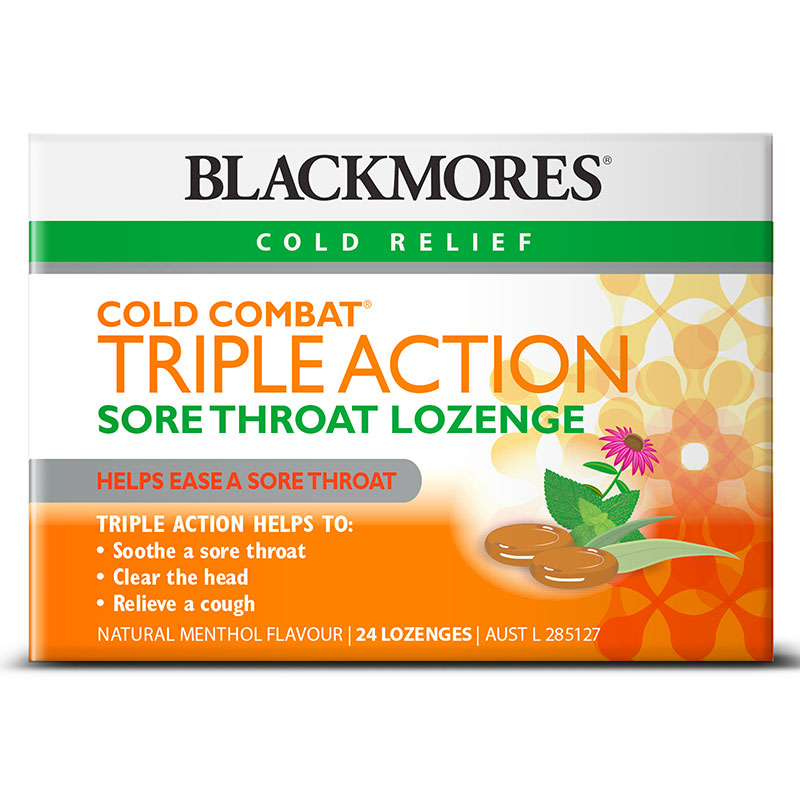 BLACKMORES®
COLD RELIEF
COLD COMBAT®
TRIPLE ACTION
SORE THROAT LOZENGE
HELPS EASE A SORE THROAT
TRIPLE ACTION HELPS TO:
• Soothe a sore throat
• Clear the head
• Relieve a cough
NATURAL MENTHOL FLAVOUR | 24 LOZENGES | AUST L 285127